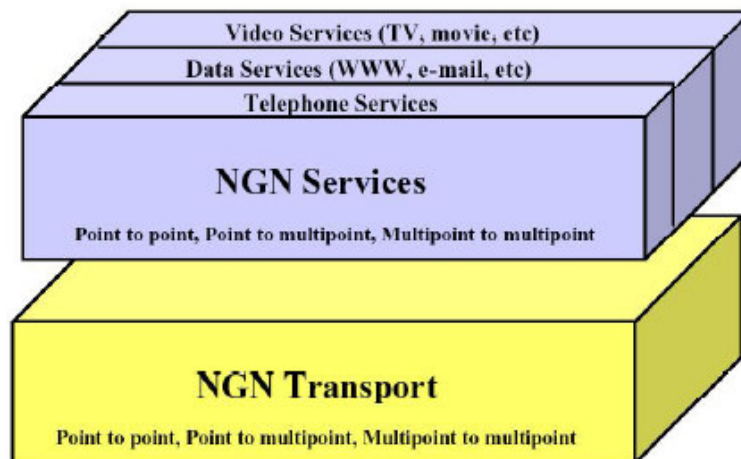 Video Services (TV, movie, etc)
Data Services (WWW, e-mail, etc)
Telephone Services
NGN Services
Point to point, Point to multipoint, Multipoint to multipoint
NGN Transport
Point to point, Point to multipoint, Multipoint to multipoint